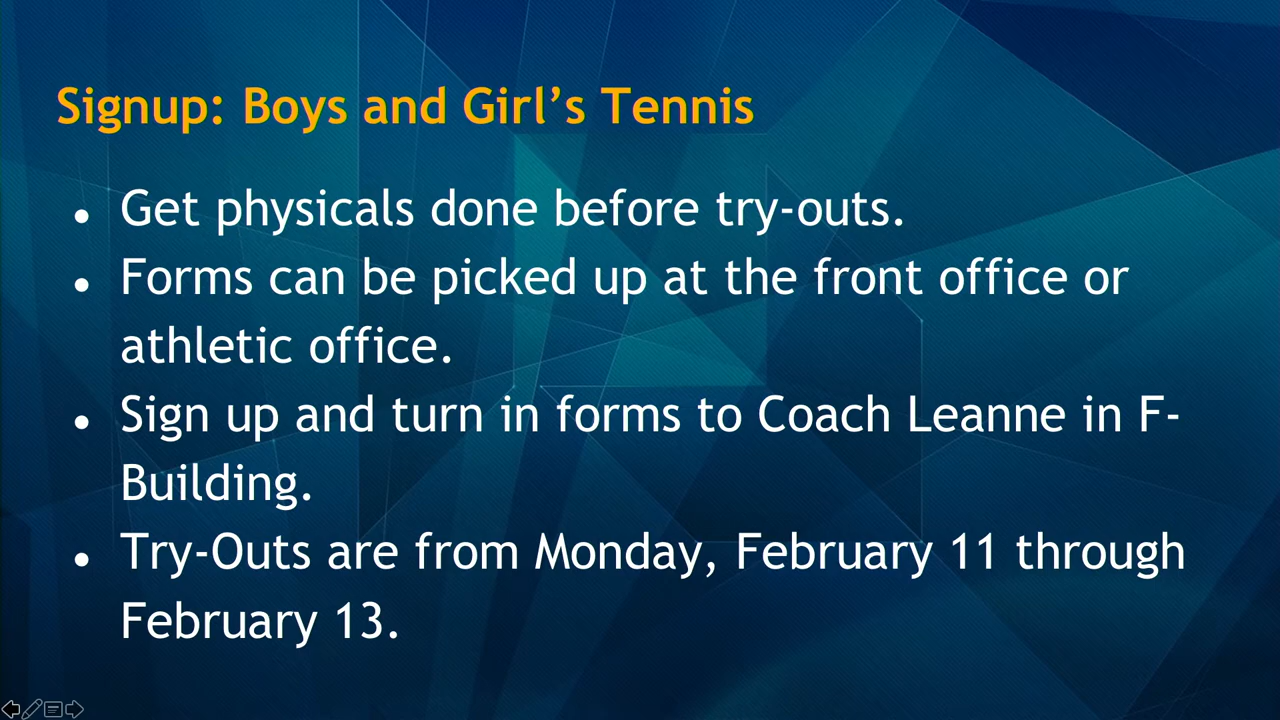 Signup: Boys and Girl’s Tennis
• Get physicals done before try-outs.
• Forms can be picked up at the front office or
athletic office.
• Sign up and turn in forms to Coach Leanne in F-
Building.
• Try-Outs are from Monday, February 11 through
February 13.